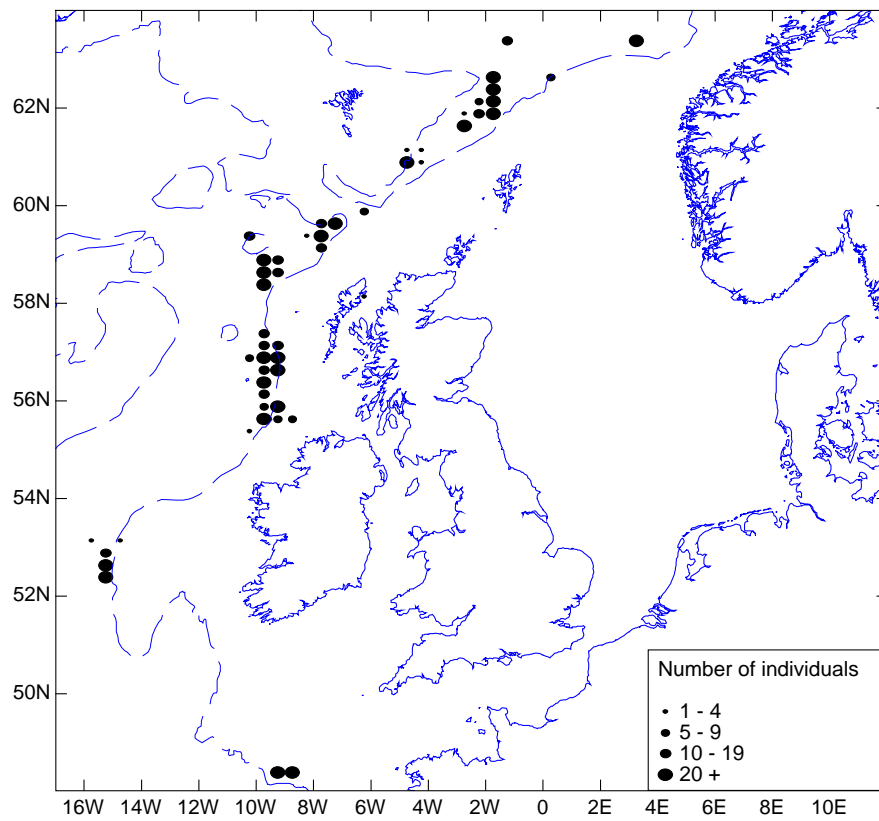 62N
60N
58N
56N
54N
52N
50N
Number of individuals
1 - 4
5 - 9
10 - 19
20 +
16W 14W 12W 10W 8W 6W 4W 2W 0 2E 4E 6E 8E 10E